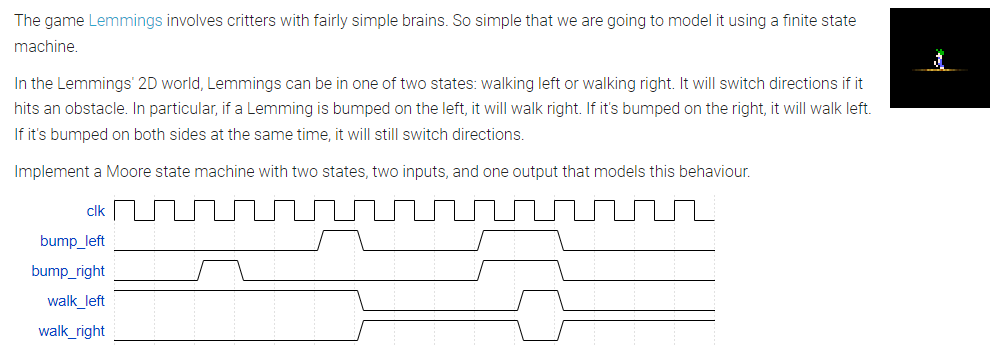 The game Lemmings involves critters with fairly simple brains. So simple that we are going to model it using a finite state
machine.
In the Lemmings' 2D world, Lemmings can be in one of two states: walking left or walking right. It will switch directions if it
hits an obstacle. In particular, if a Lemming is bumped on the left, it will walk right. If it's bumped on the right, it will walk left.
If it's bumped on both sides at the same time, it will still switch directions.
Implement a Moore state machine with two states, two inputs, and one output that models this behaviour.
clk
bump_left
bump_right
walk_left
walk_right